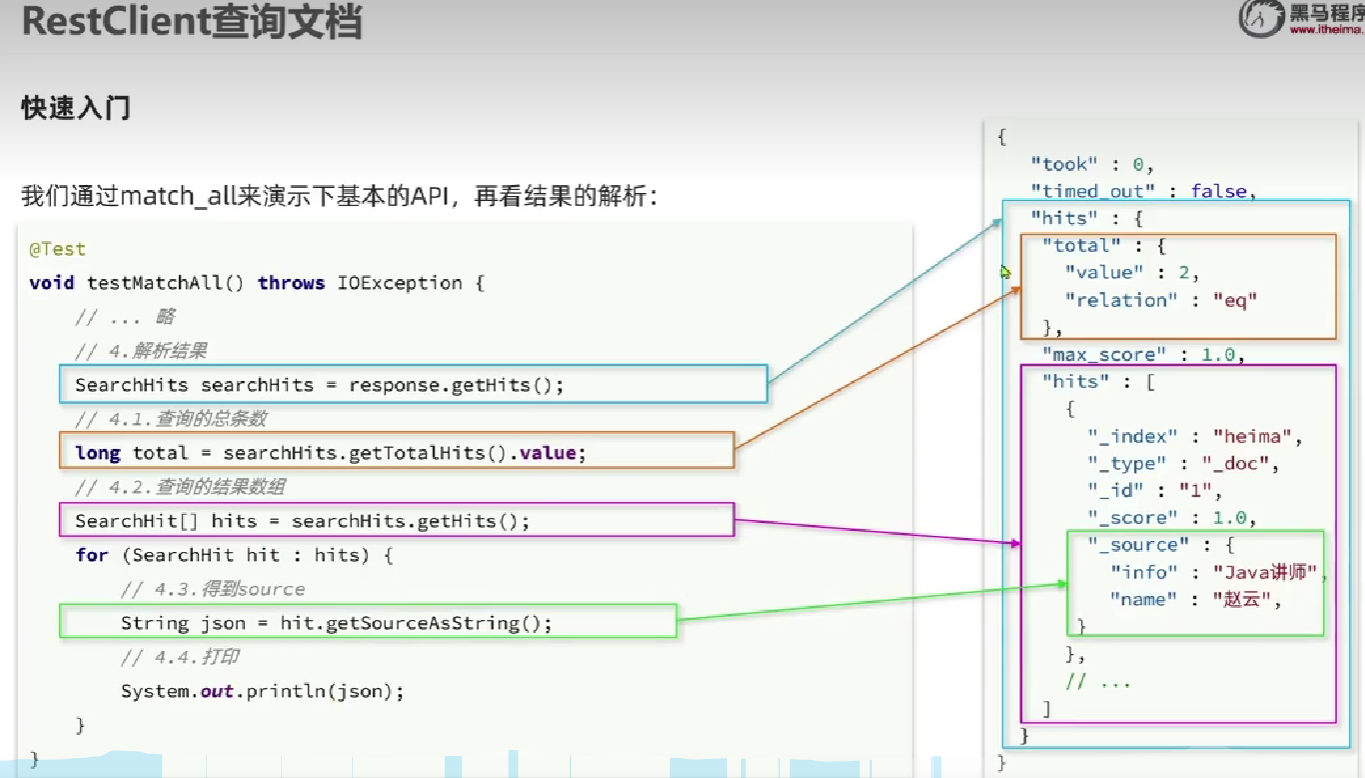 RestClient查询文档
黑马程序
www.itheima.
快速入门
我们通过match_all来演示下基本的API，再看结果的解析：
@Test
void testMatchAll() throws IOException {
// ... 略
// 4.解析结果
SearchHits searchHits = response.getHits();
// 4.1.查询的总条数
long total = searchHits.getTotalHits().value;
// 4.2.查询的结果数组
SearchHit[] hits = searchHits.getHits();
for (SearchHit hit : hits) {
// 4.3.得到source
String json = hit.getSourceAsString();
// 4.4.打印
System.out.println(json);
}
}
{
"took" : 0,
"timed_out" : false,
"hits" : {
"total" : {
"value" : 2,
"relation" : "eq"
},
"max_score" : 1.0,
"hits" : [
{
"_index" : "heima",
"_type" : "_doc",
"_id" : "1",
"_score" : 1.0,
"_source" : {
"info" : "Java讲师",
"name" : "赵云",
}
},
// ...
]
}
}